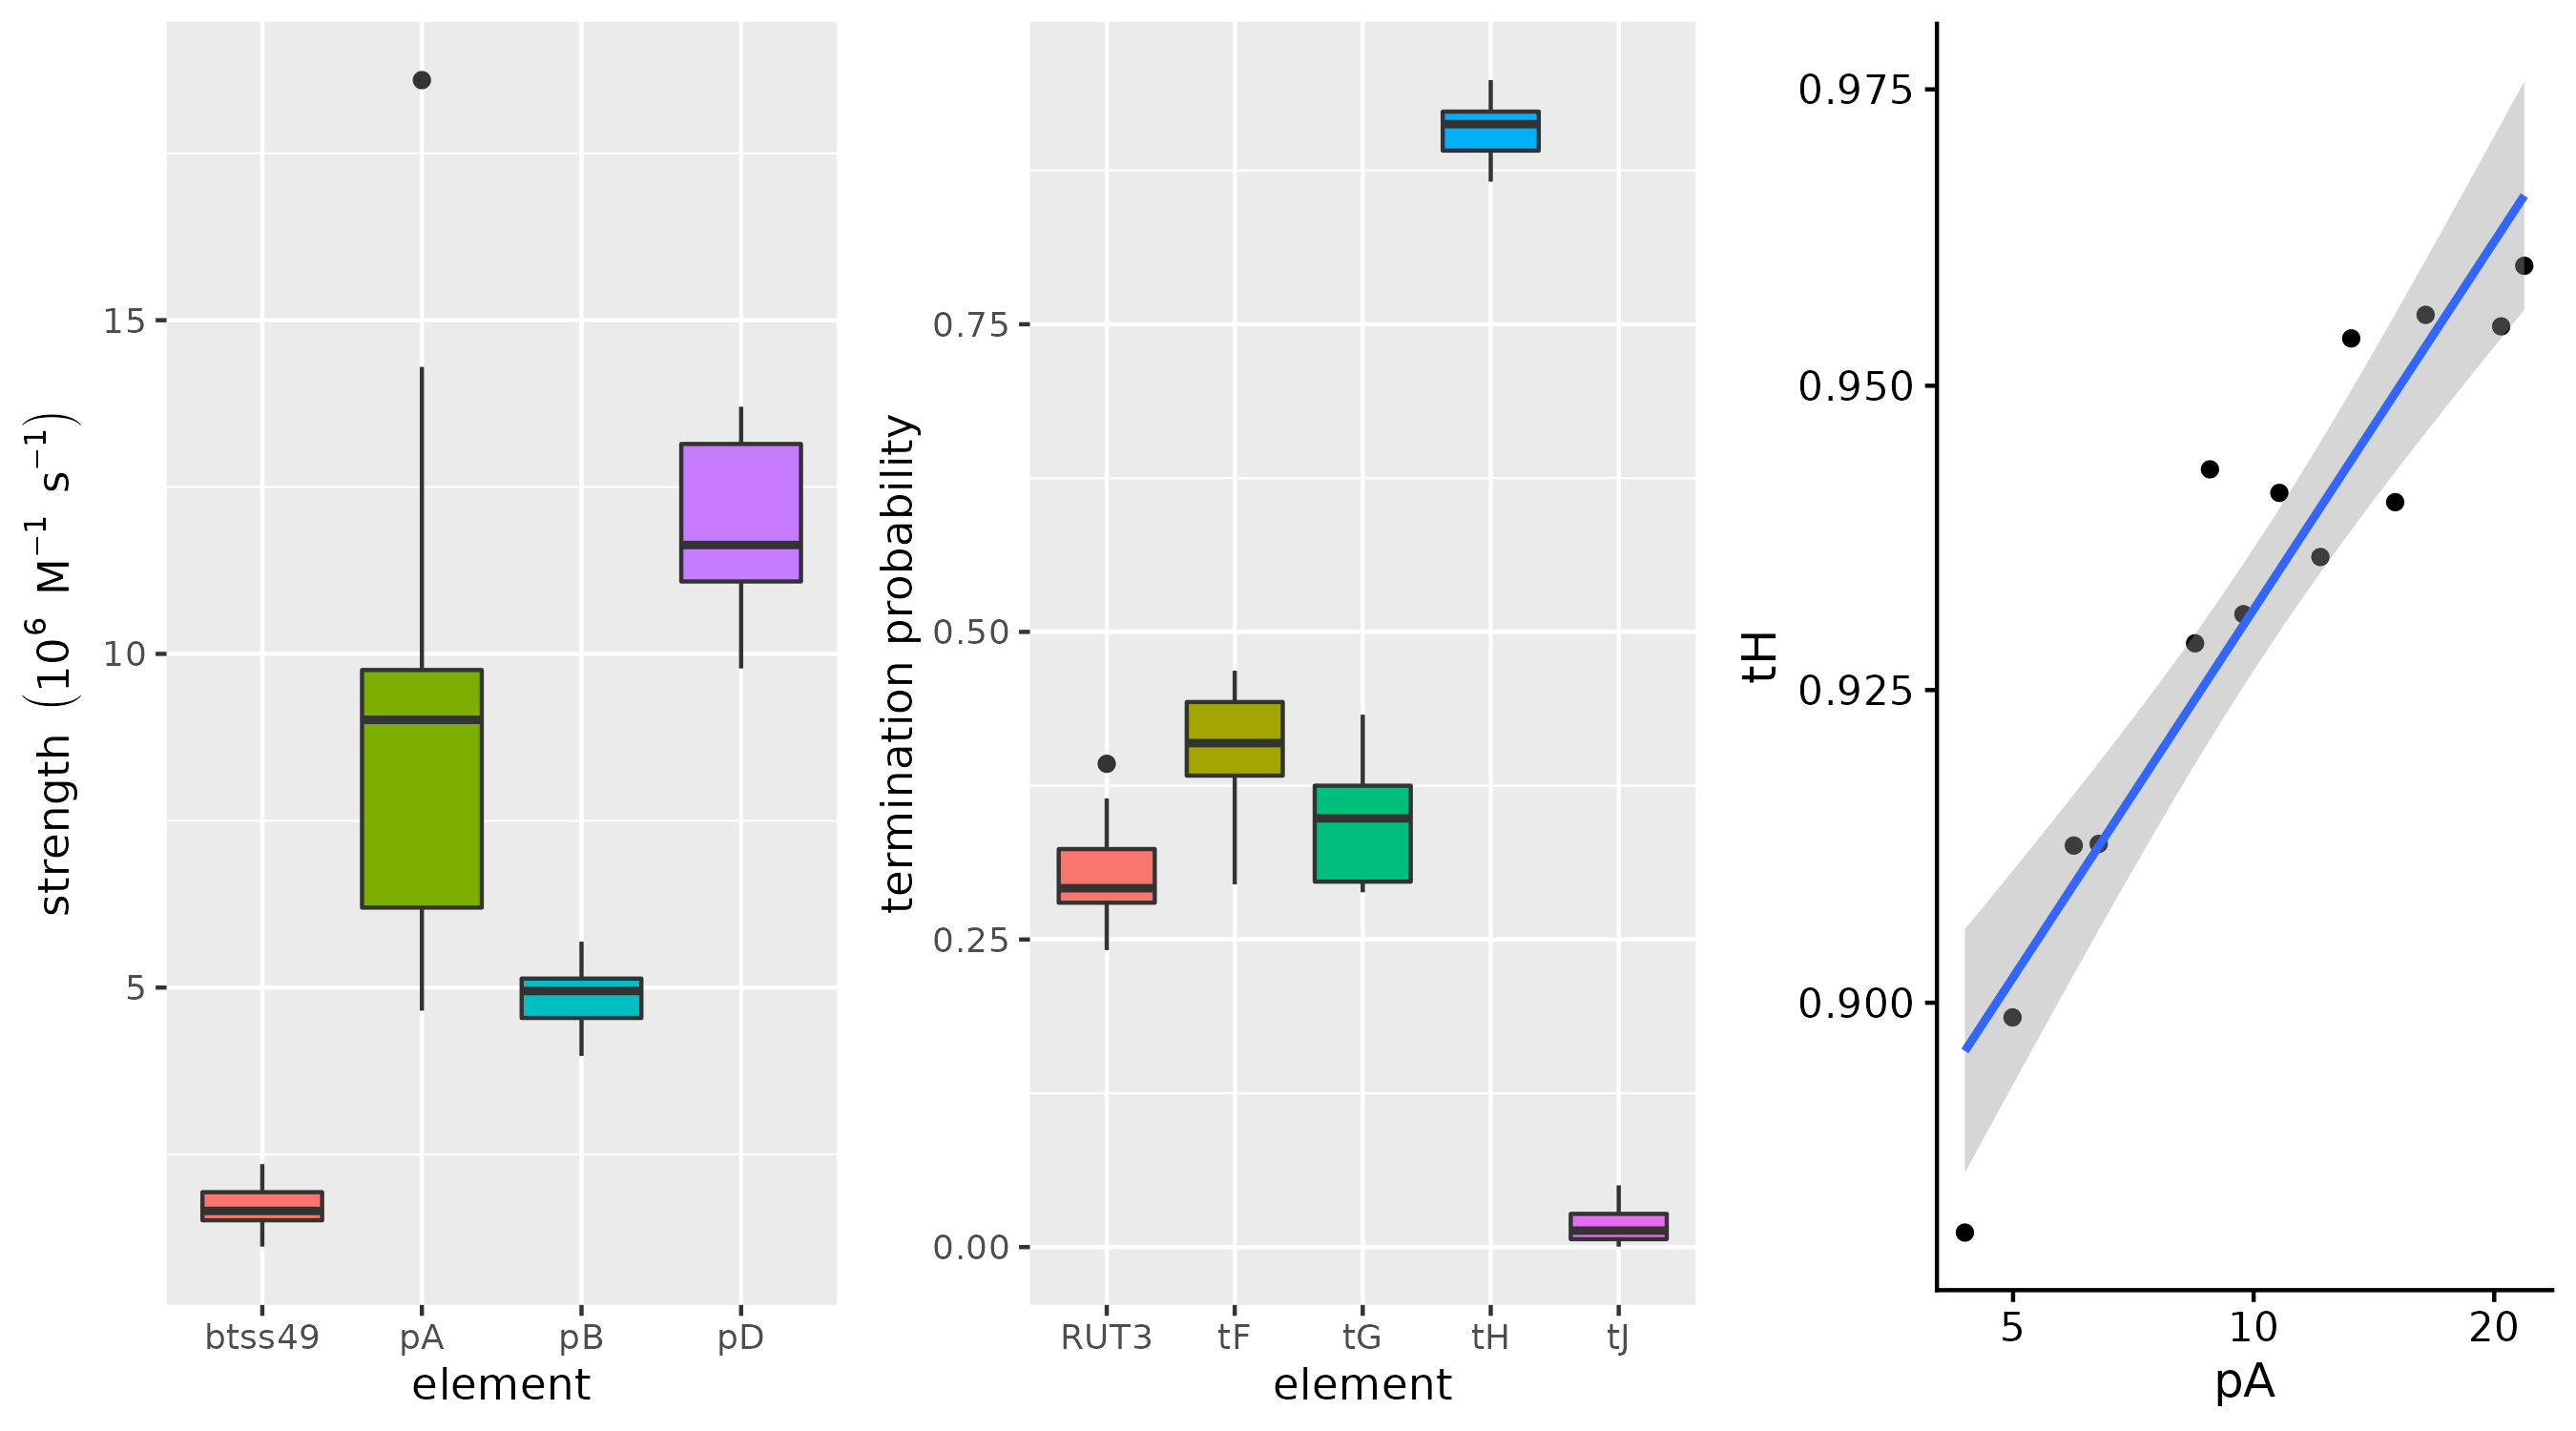 strength (10⁶ M⁻¹ s⁻¹)
15
10
5
btss49 pA pB pD
element
termination probability
0.75
0.50
0.25
0.00
RUT3 tF tG tH tJ
element
tH
0.975
0.950
0.925
0.900
5 10 20
pA